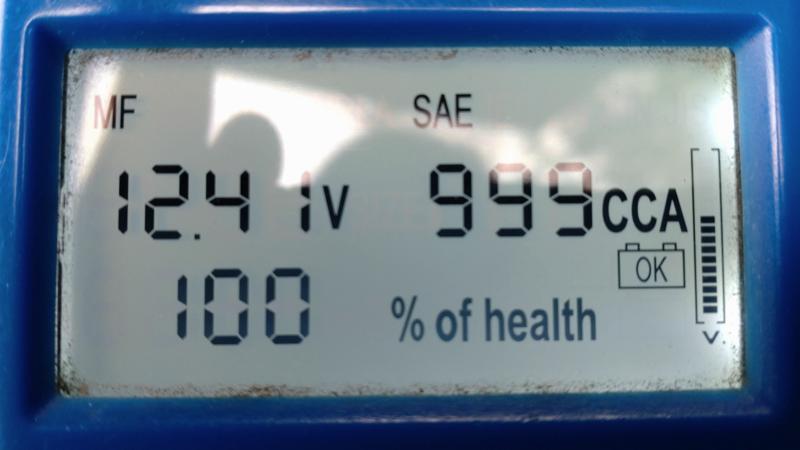 MF SAE
12.41V 999CCA
OK
100 % of health
V